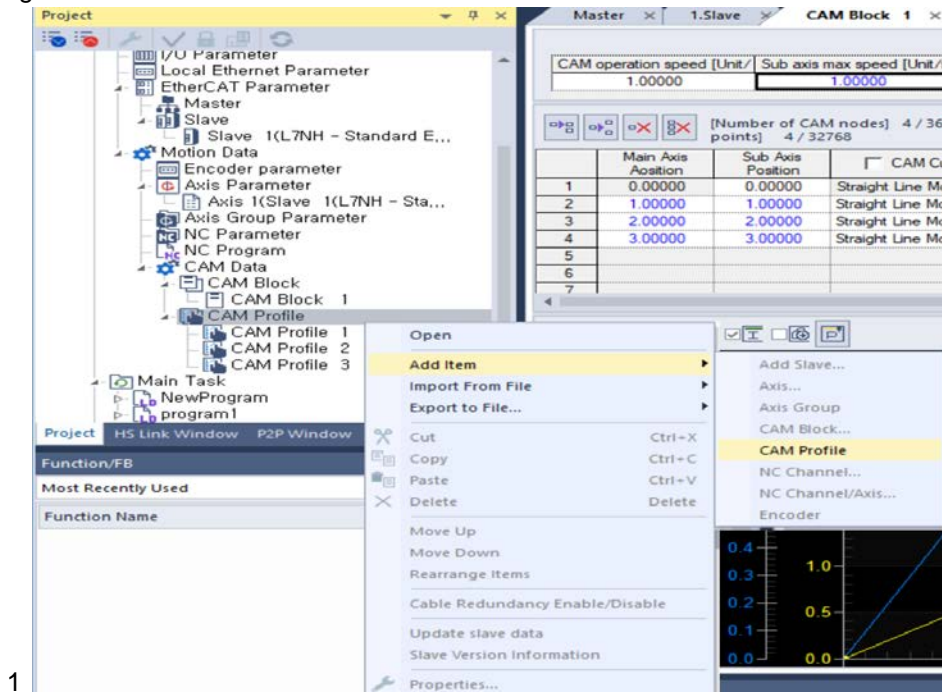 Project
Master
1.Slave
CAM Block 1
I/O Parameter
Local Ethernet Parameter
EtherCAT Parameter
Master
Slave
Slave 1(L7NH - Standard E...
Motion Data
Encoder parameter
Axis Parameter
Axis 1(Slave 1(L7NH - Sta...
Axis Group Parameter
NC Parameter
NC Program
CAM Data
CAM Block
CAM Block 1
CAM Profile
CAM Profile 1
CAM Profile 2
CAM Profile 3
Main Task
NewProgram
program1
Project HS Link Window P2P Window
Function/FB
Most Recently Used
Function Name
CAM operation speed [Unit/ Sub axis max speed [Unit/
1.00000 1.00000
[Number of CAM nodes] 4 / 36
points] 4 / 32768
Main Axis Aosition Sub Axis Position CAM Cu
1 0.00000 0.00000 Straight Line Mo
2 1.00000 1.00000 Straight Line Mo
3 2.00000 2.00000 Straight Line Mo
4 3.00000 3.00000 Straight Line Mo
5
6
7
Open
Add Item
Import From File
Export to File...
Cut Ctrl+X
Copy Ctrl+C
Paste Ctrl+V
Delete Delete
Move Up
Move Down
Rearrange Items
Cable Redundancy Enable/Disable
Update slave data
Slave Version Information
Properties...
Add Slave...
Axis...
Axis Group
CAM Block...
CAM Profile
NC Channel...
NC Channel/Axis...
Encoder
0.4
0.3 1.0
0.2 0.5
0.1
0.0 0.0
1